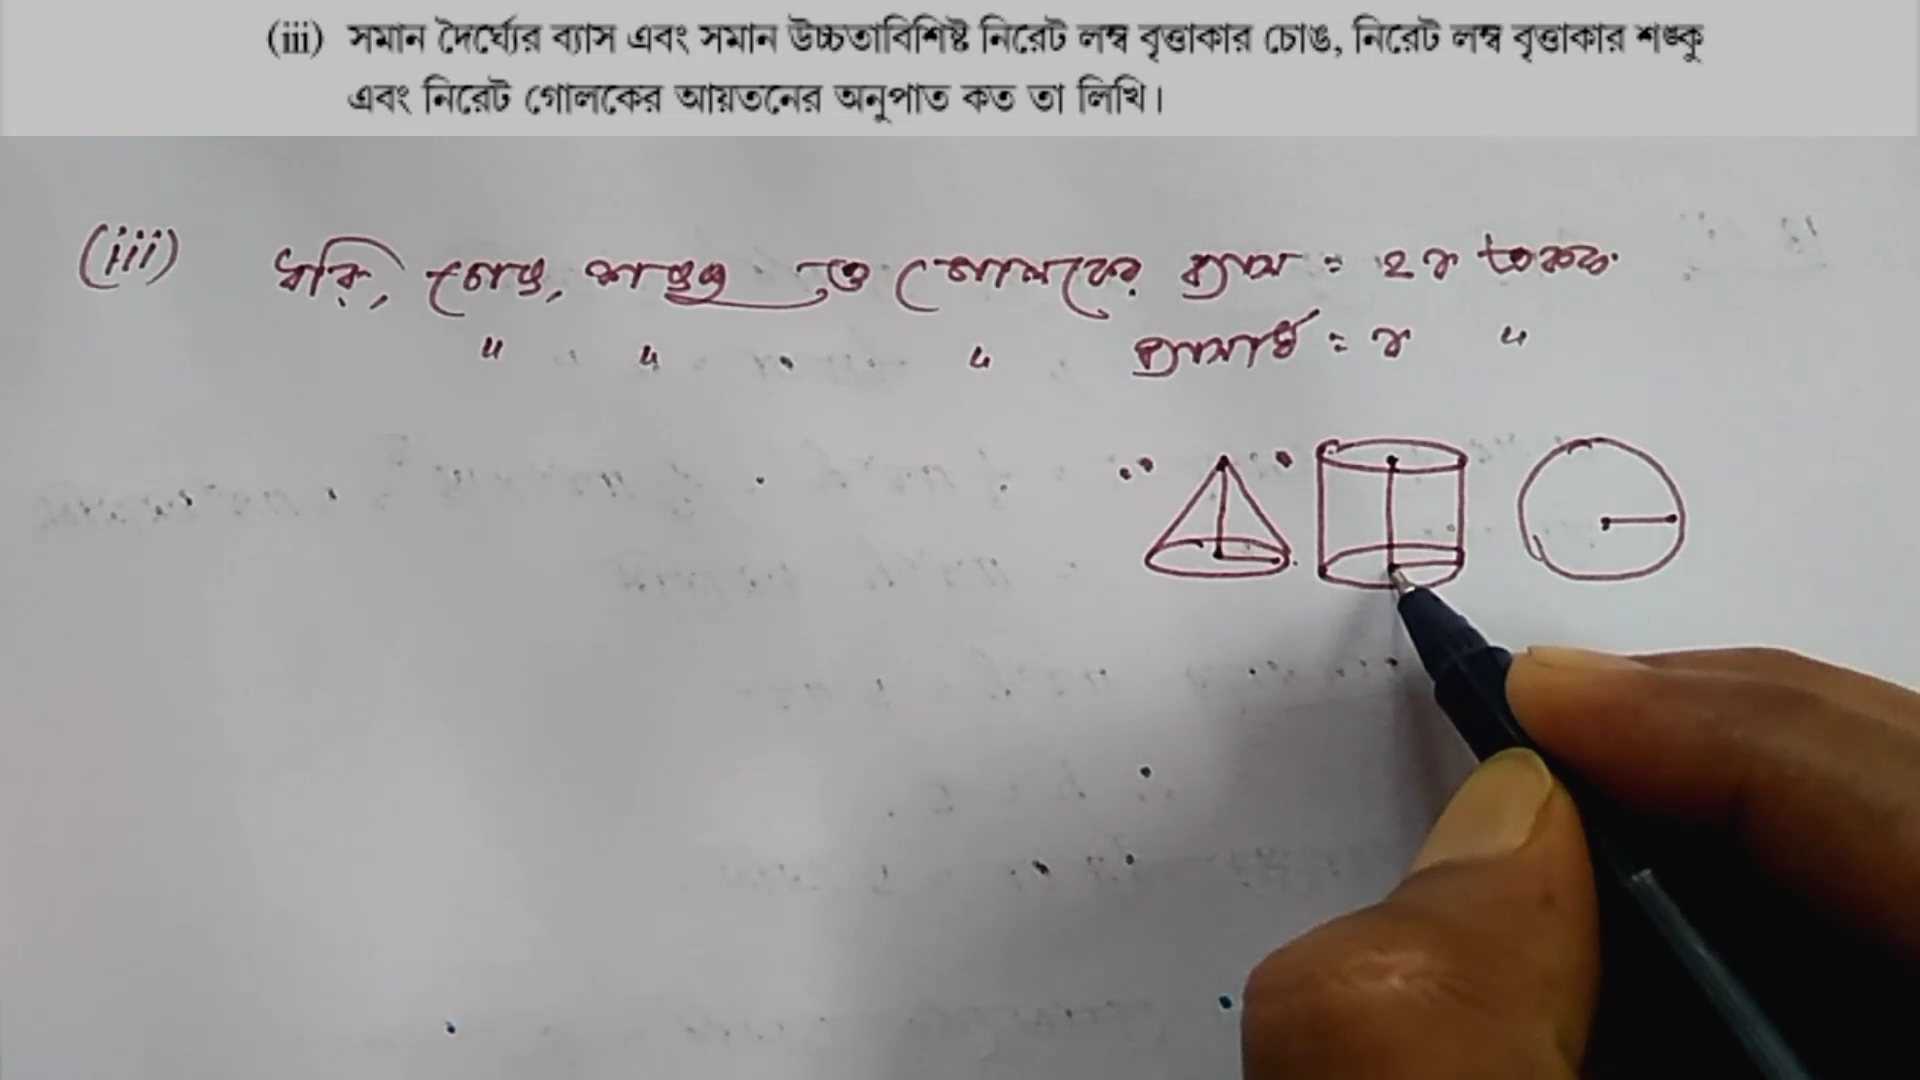 (iii) সমান দৈর্ঘ্যের ব্যাস এবং সমান উচ্চতাবিশিষ্ট নিরেট লম্ব বৃত্তাকার চোঙ, নিরেট লম্ব বৃত্তাকার শঙ্কু
এবং নিরেট গোলকের আয়তনের অনুপাত কত তা লিখি।
(iii) ধরি, চোঙ, শঙ্কু ও গোলকের ব্যাস = ২r একক
" " " ব্যাসার্ধ = r "